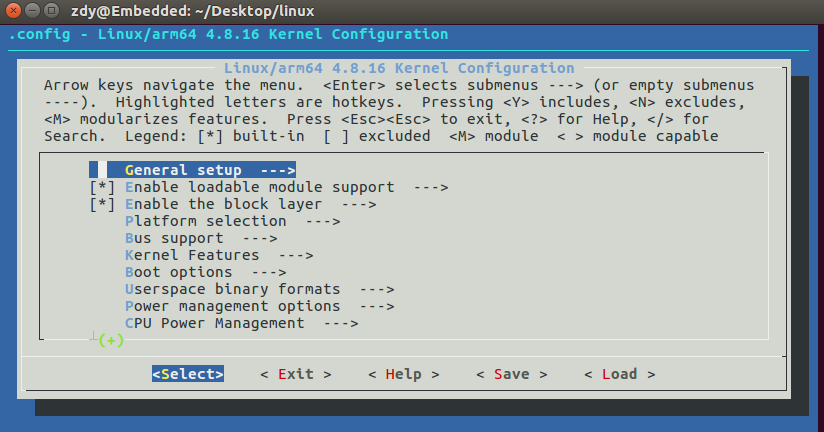 zdy@Embedded: ~/Desktop/linux
.config - Linux/arm64 4.8.16 Kernel Configuration
Linux/arm64 4.8.16 Kernel Configuration
Arrow keys navigate the menu.  <Enter> selects submenus ---> (or empty submenus
----).  Highlighted letters are hotkeys.  Pressing <Y> includes, <N> excludes,
<M> modularizes features.  Press <Esc><Esc> to exit, <?> for Help, </> for
Search.  Legend: [*] built-in  [ ] excluded  <M> module  < > module capable
General setup  --->
[*] Enable loadable module support  --->
[*] Enable the block layer  --->
Platform selection  --->
Bus support  --->
Kernel Features  --->
Boot options  --->
Userspace binary formats  --->
Power management options  --->
CPU Power Management  --->
(+)
<Select>    < Exit >    < Help >    < Save >    < Load >